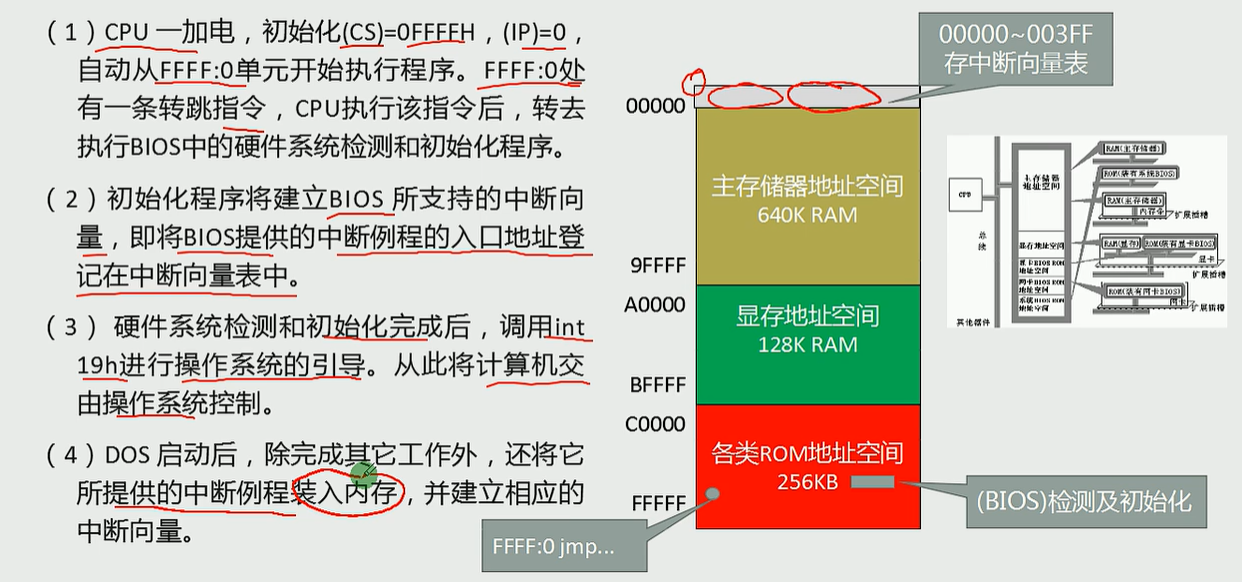 （1）CPU 一加电，初始化(CS)=0FFFFH，(IP)=0，
自动从FFFF:0单元开始执行程序。FFFF:0处
有一条转跳指令，CPU执行该指令后，转去
执行BIOS中的硬件系统检测和初始化程序。
（2）初始化程序将建立BIOS 所支持的中断向
量，即将BIOS提供的中断例程的入口地址登
记在中断向量表中。
（3） 硬件系统检测和初始化完成后，调用int
19h进行操作系统的引导。从此将计算机交
由操作系统控制。
（4）DOS 启动后，除完成其它工作外，还将它
所提供的中断例程装入内存，并建立相应的
中断向量。
00000~003FF
存中断向量表
00000
主存储器地址空间
640K RAM
9FFFF
A0000
显存地址空间
128K RAM
BFFFF
C0000
各类ROM地址空间
256KB
FFFFF
(BIOS)检测及初始化
FFFF:0 jmp...
CPU
总
线
其他器件
主存储器
地址空间
显存地址空间
显卡BIOS ROM
地址空间
网卡BIOS ROM
地址空间
系统BIOS ROM
地址空间
RAM(主存储器)
ROM(装有系统BIOS)
RAM(主存储器)
内存条
扩展插槽
RAM(显存)
ROM(装有显卡BIOS)
显卡
扩展插槽
ROM(装有网卡BIOS)
网卡
扩展插槽